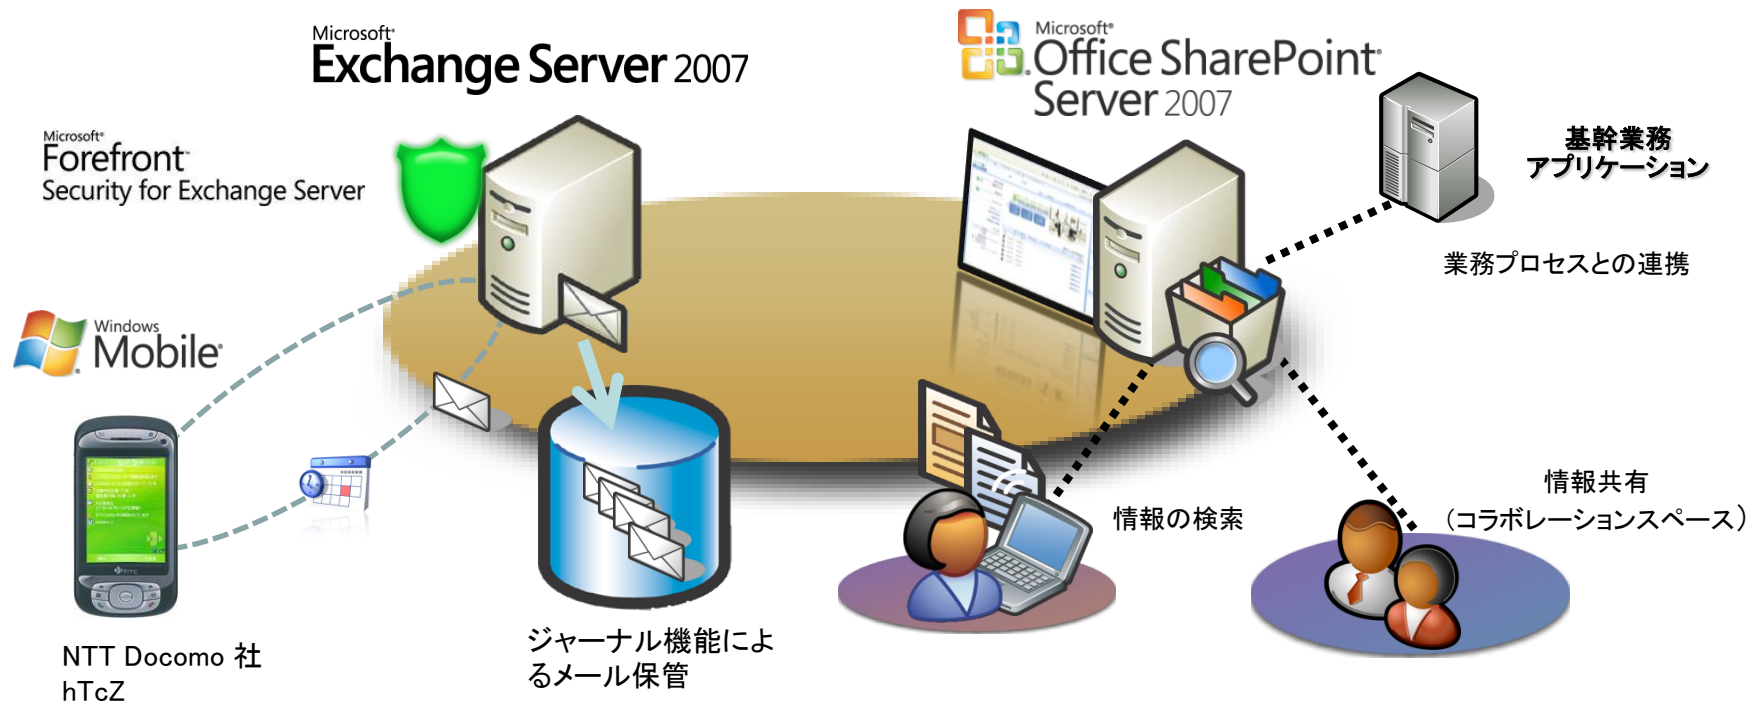 Microsoft®
Exchange Server 2007
Microsoft®
Office SharePoint®
Server 2007
Microsoft®
Forefront™
Security for Exchange Server
基幹業務
アプリケーション
業務プロセスとの連携
Windows
Mobile®
情報の検索
情報共有
（コラボレーションスペース）
NTT Docomo 社
hTcZ
ジャーナル機能によ
るメール保管